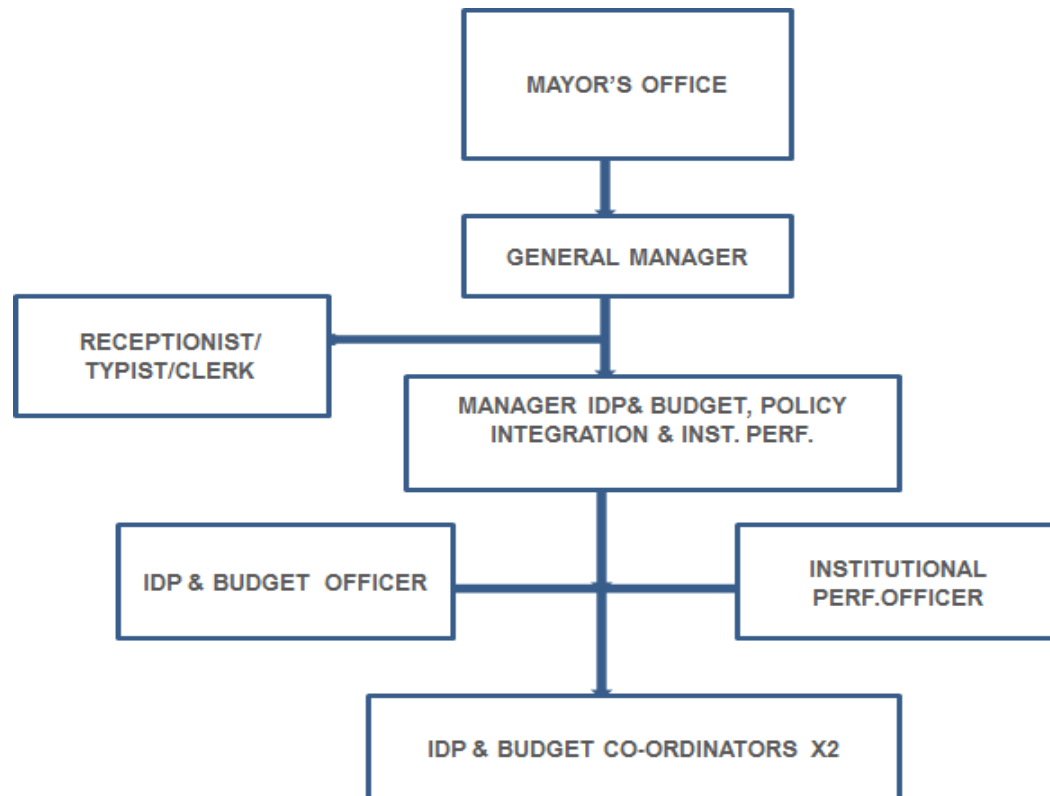 MAYOR’S OFFICE
GENERAL MANAGER
RECEPTIONIST/
TYPIST/CLERK
MANAGER IDP& BUDGET, POLICY
INTEGRATION & INST. PERF.
IDP & BUDGET OFFICER
INSTITUTIONAL
PERF.OFFICER
IDP & BUDGET CO-ORDINATORS X2